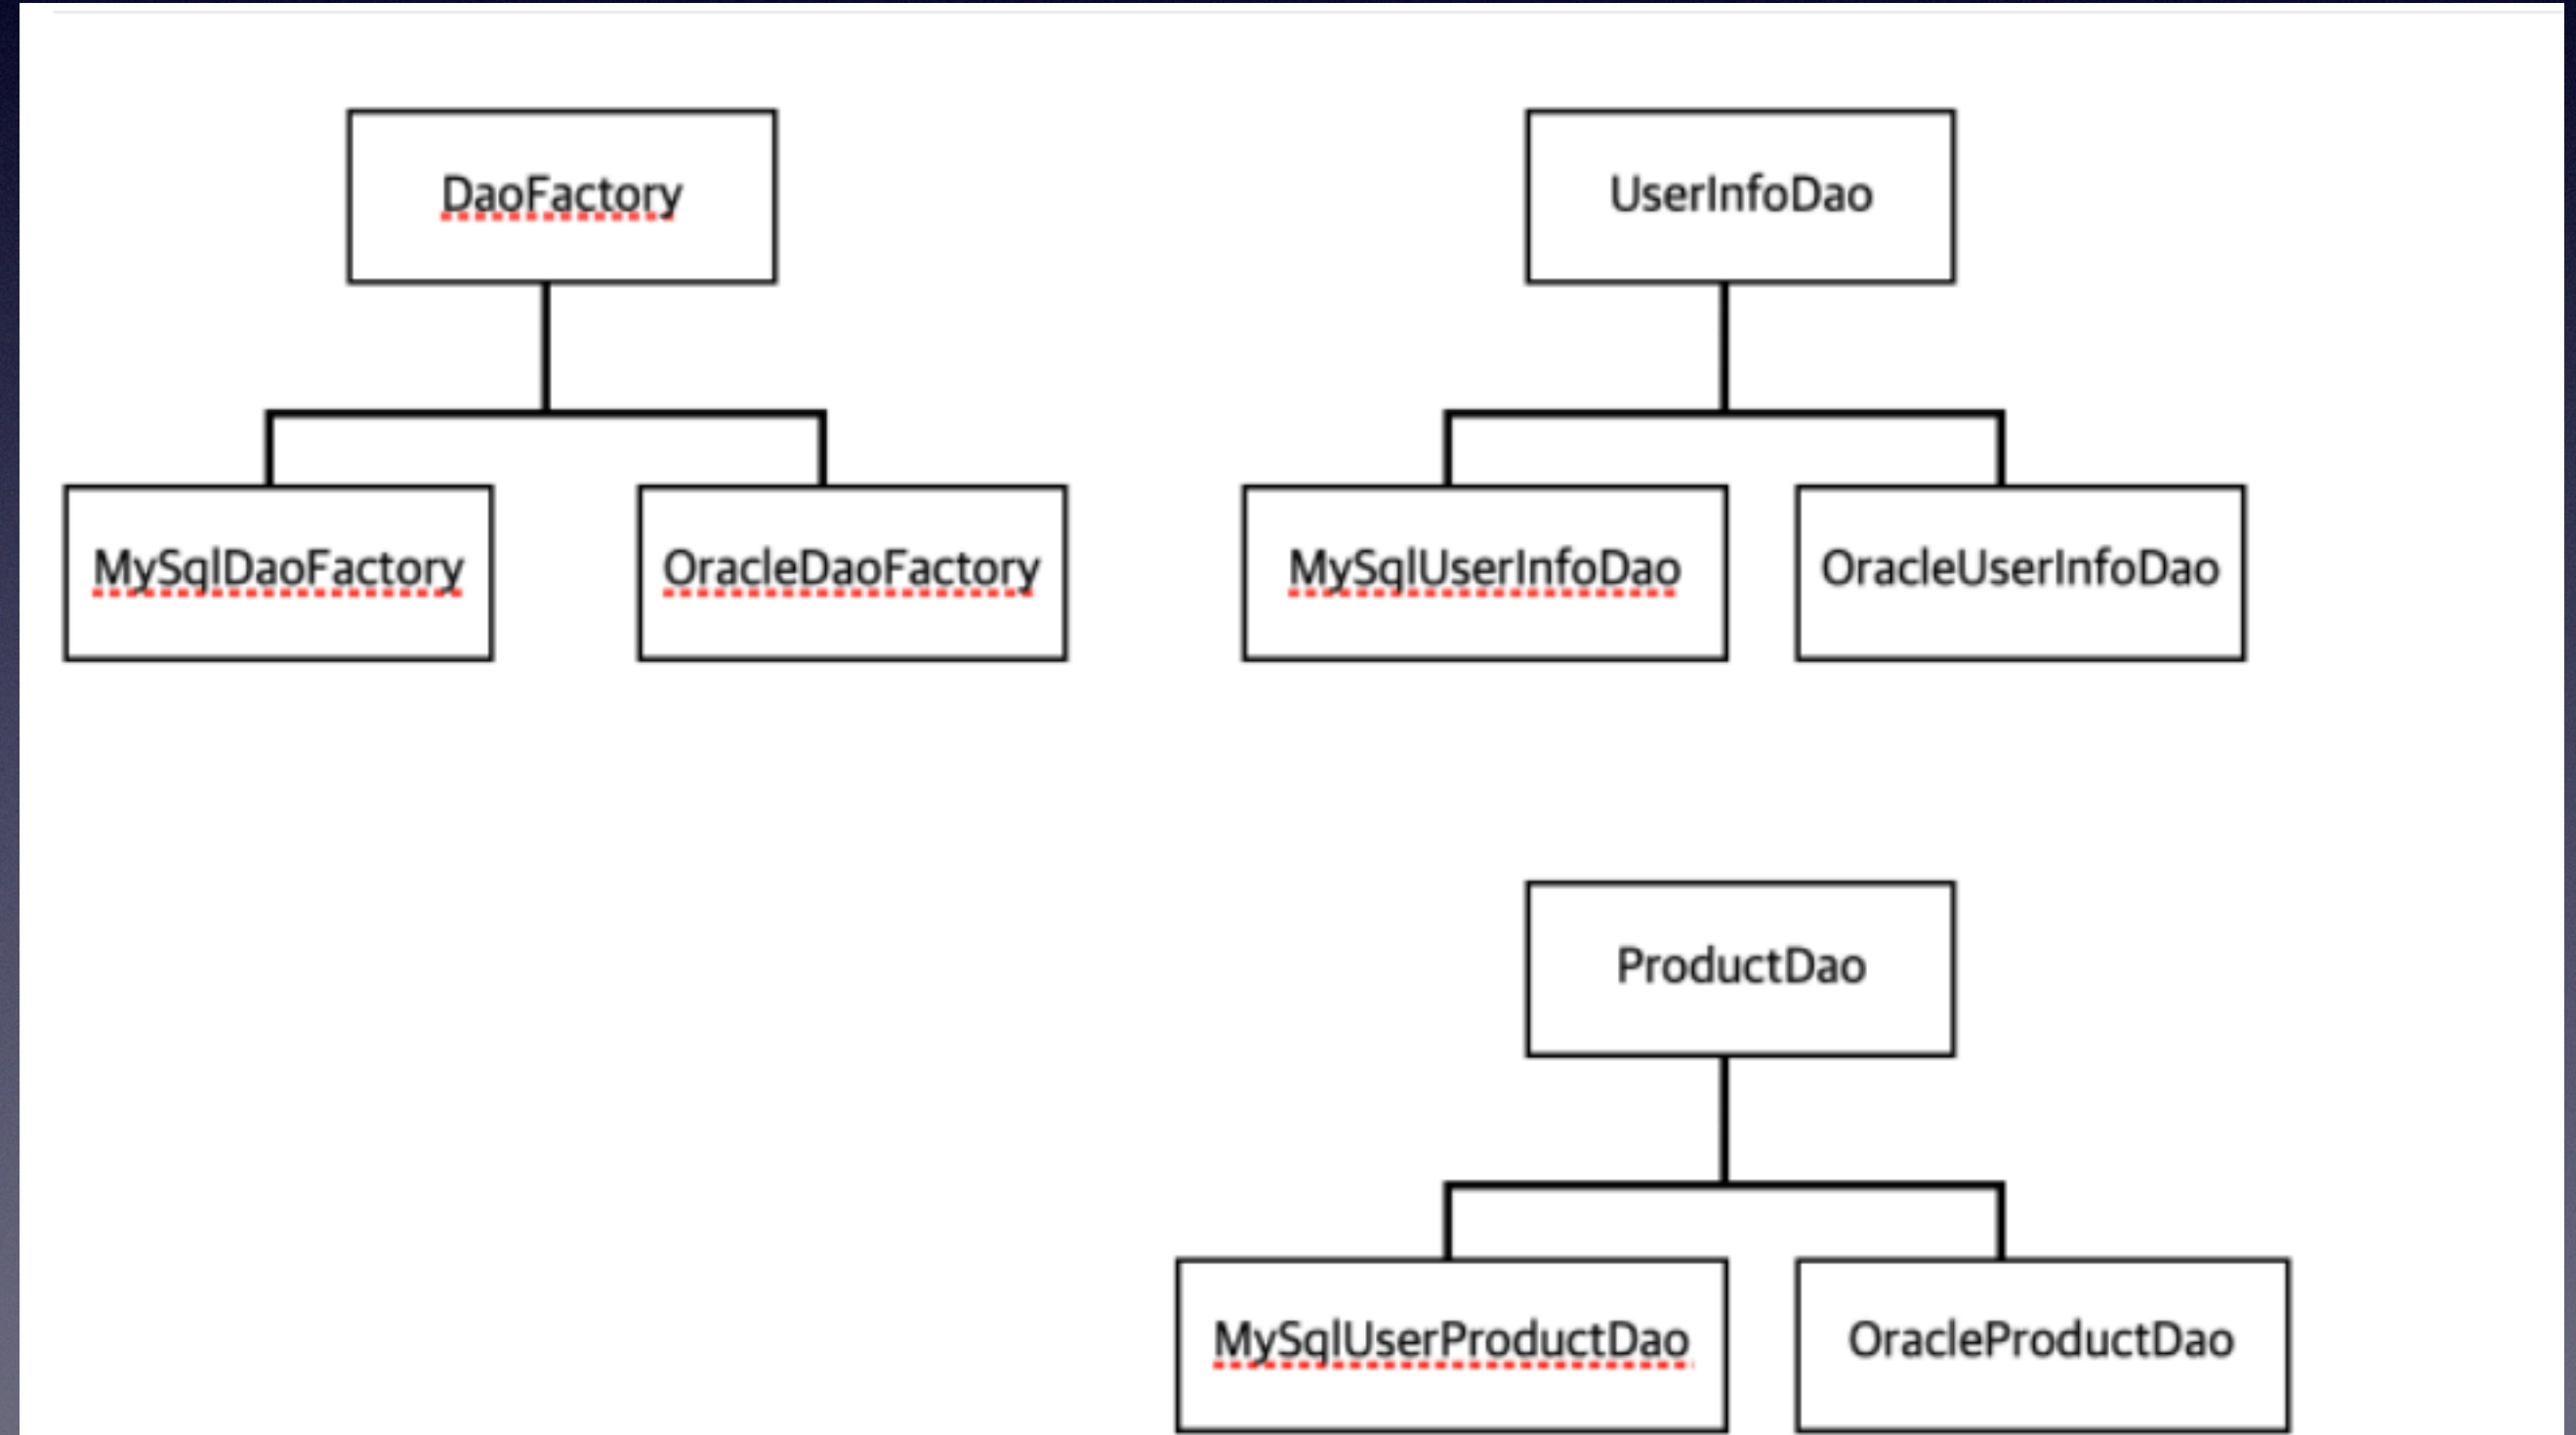 DaoFactory
UserInfoDao
MySqlDaoFactory
OracleDaoFactory
MySqlUserInfoDao
OracleUserInfoDao
ProductDao
MySqlUserProductDao
OracleProductDao